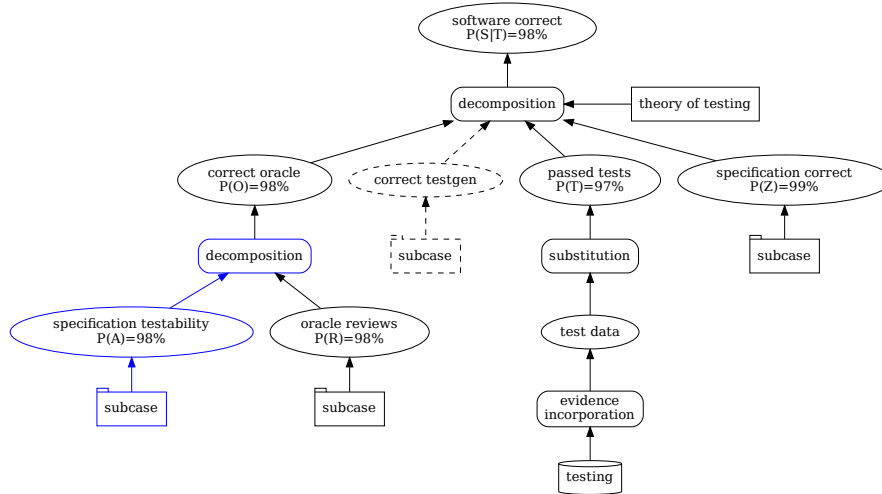 software correct
P(S|T)=98%
decomposition
theory of testing
correct oracle
P(O)=98%
correct testgen
passed tests
P(T)=97%
specification correct
P(Z)=99%
decomposition
subcase
substitution
subcase
specification testability
P(A)=98%
oracle reviews
P(R)=98%
test data
subcase
subcase
evidence
incorporation
testing